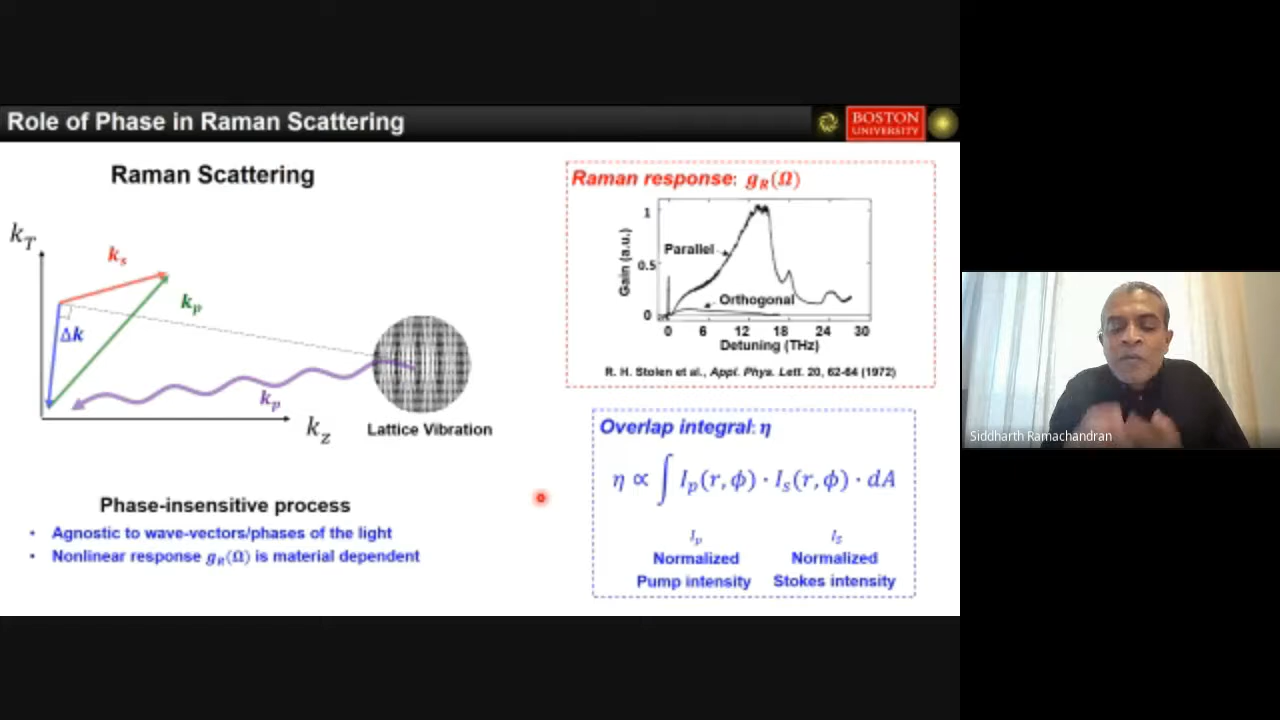 Role of Phase in Raman Scattering
BOSTON
UNIVERSITY
Raman Scattering
k_T
k_s
k_p
Δk
k_p
k_z
Lattice Vibration
Phase-insensitive process
• Agnostic to wave-vectors/phases of the light
• Nonlinear response g_R(Ω) is material dependent
Raman response: g_R(Ω)
Gain (a.u.)
1
0.5
0
Parallel
Orthogonal
0 6 12 18 24 30
Detuning (THz)
R. H. Stolen et al., Appl. Phys. Lett. 20, 62-64 (1972)
Overlap integral: η
η ∝ ∫ I_p(r, ϕ) · I_s(r, ϕ) · dA
I_p I_s
Normalized Normalized
Pump intensity Stokes intensity
Siddharth Ramachandran